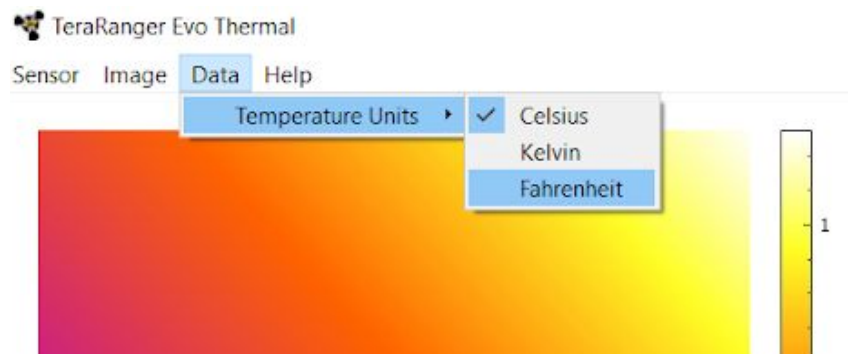 TeraRanger Evo Thermal
Sensor Image Data Help
Temperature Units
Celsius
Kelvin
Fahrenheit
1